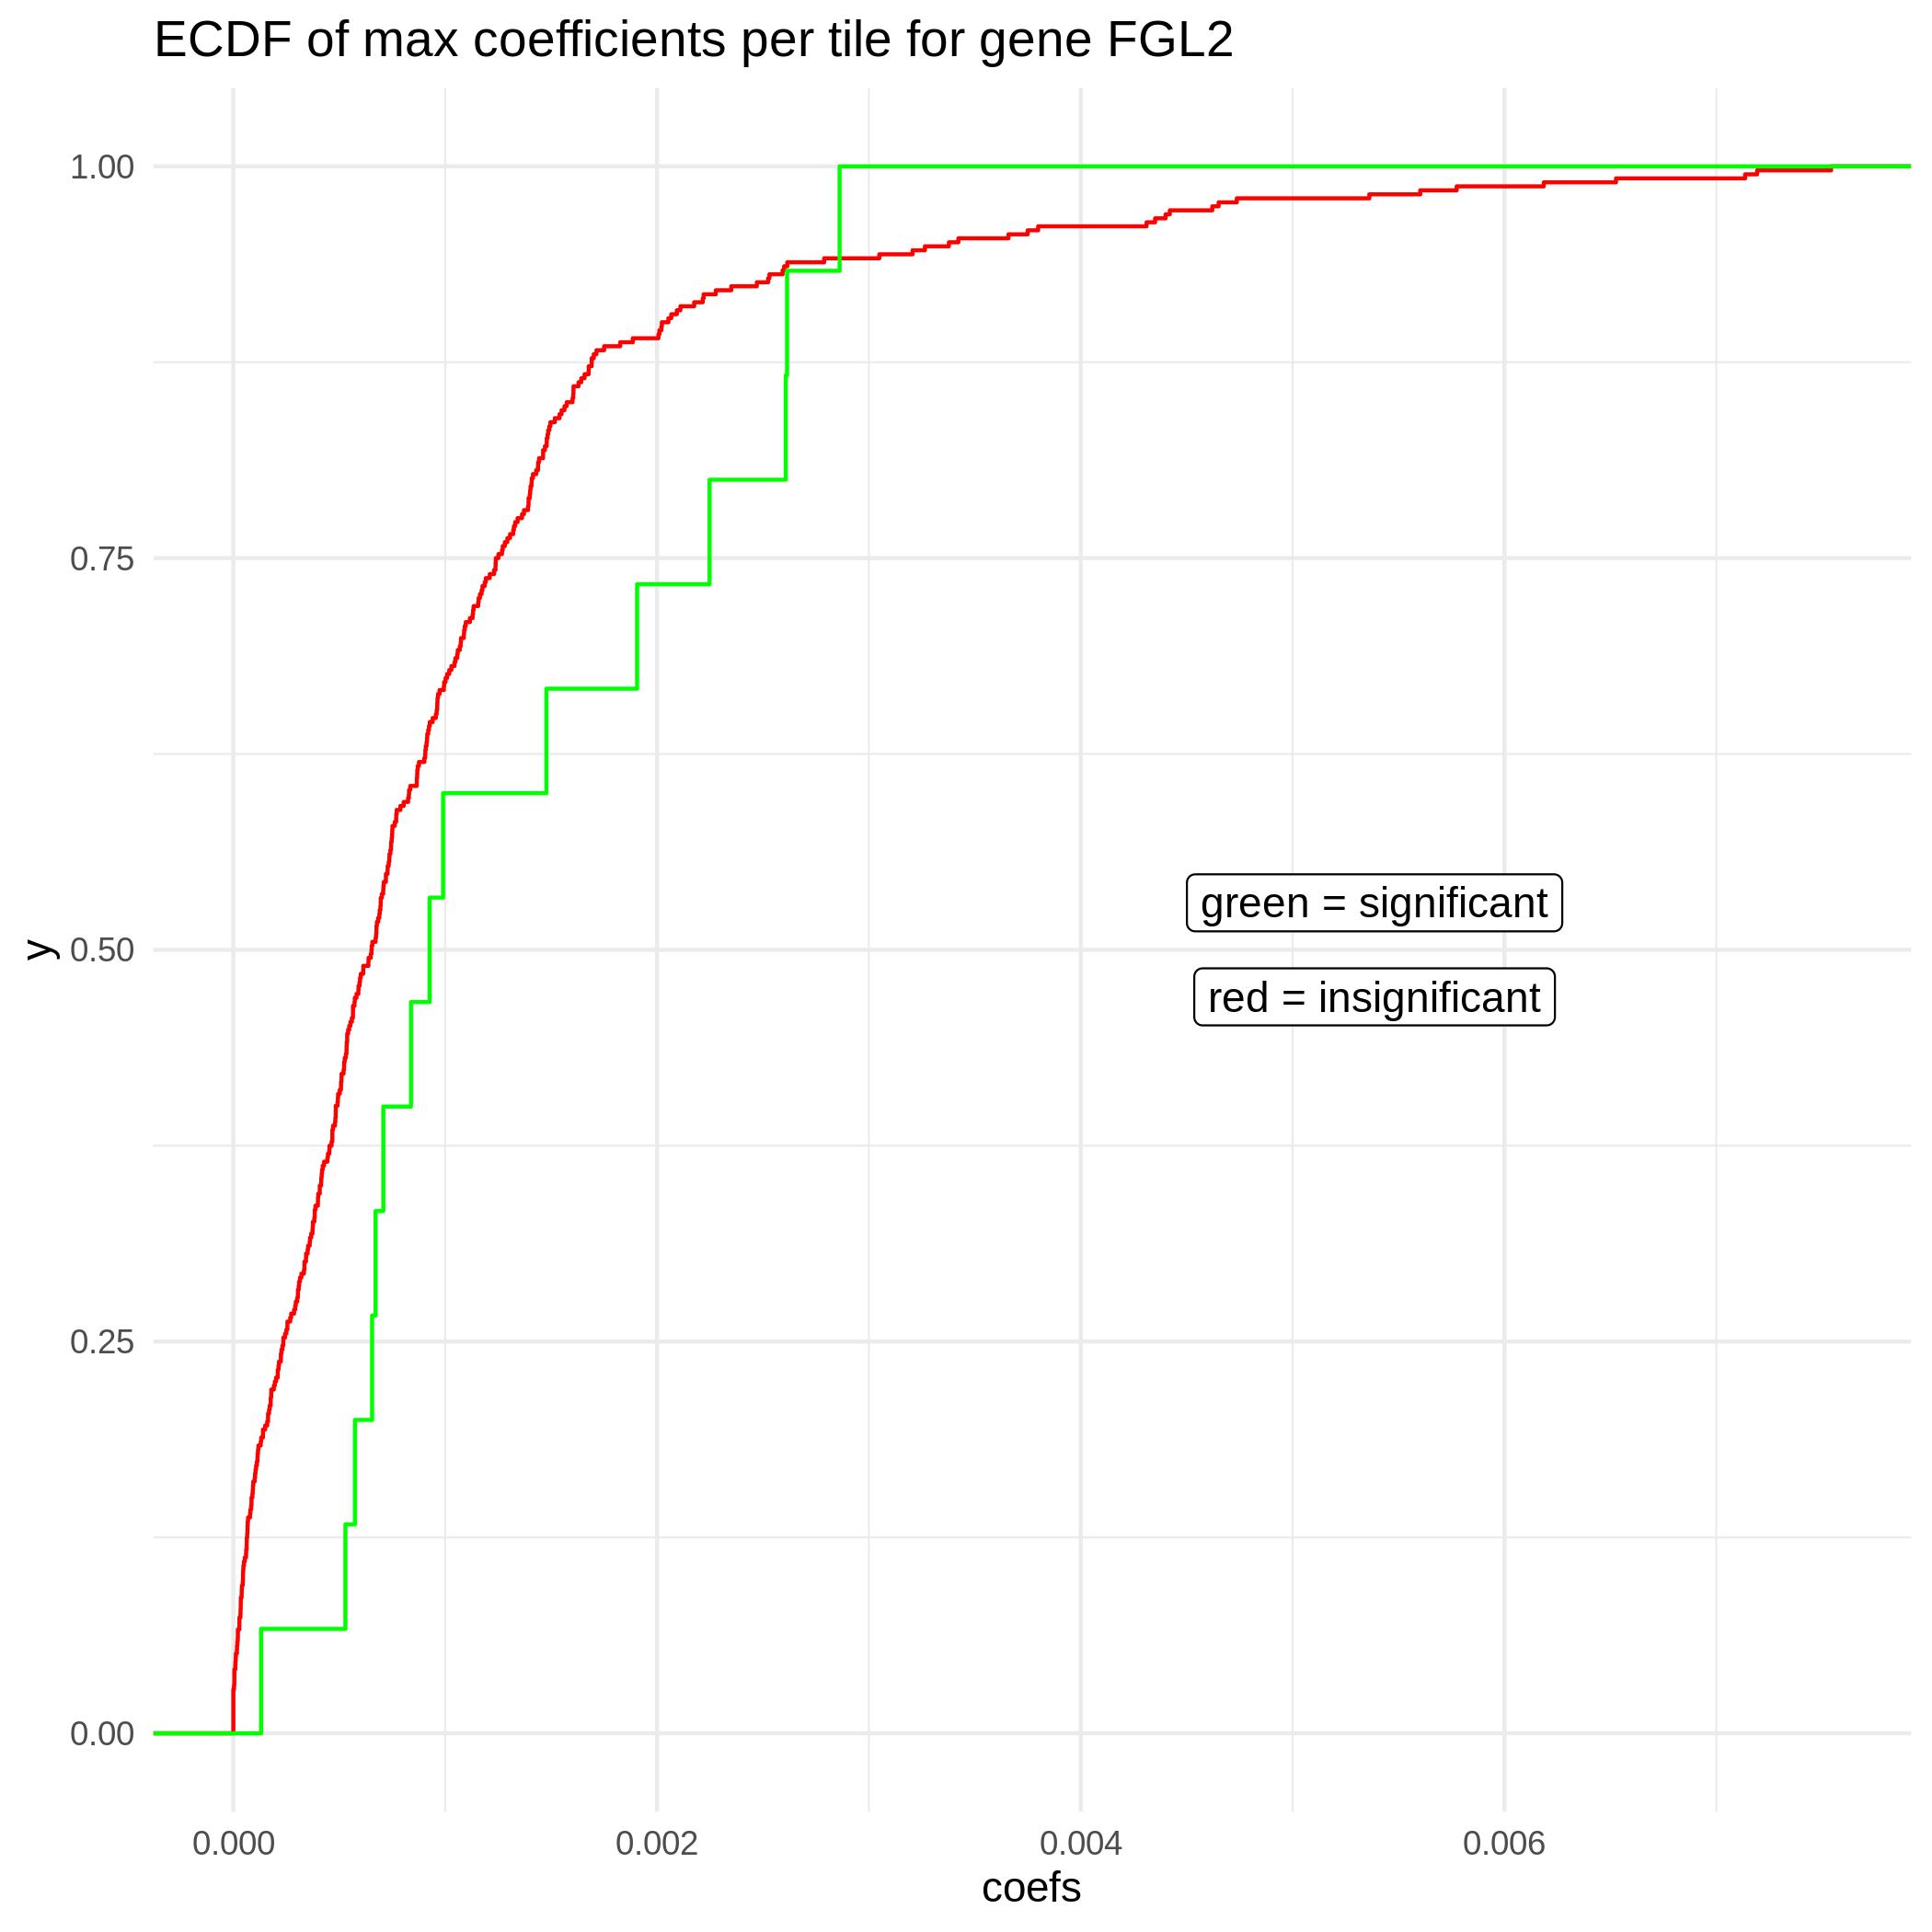 ECDF of max coefficients per tile for gene FGL2
1.00
0.75
0.50
0.25
0.00
y
green = significant
red = insignificant
0.000 0.002 0.004 0.006
coefs